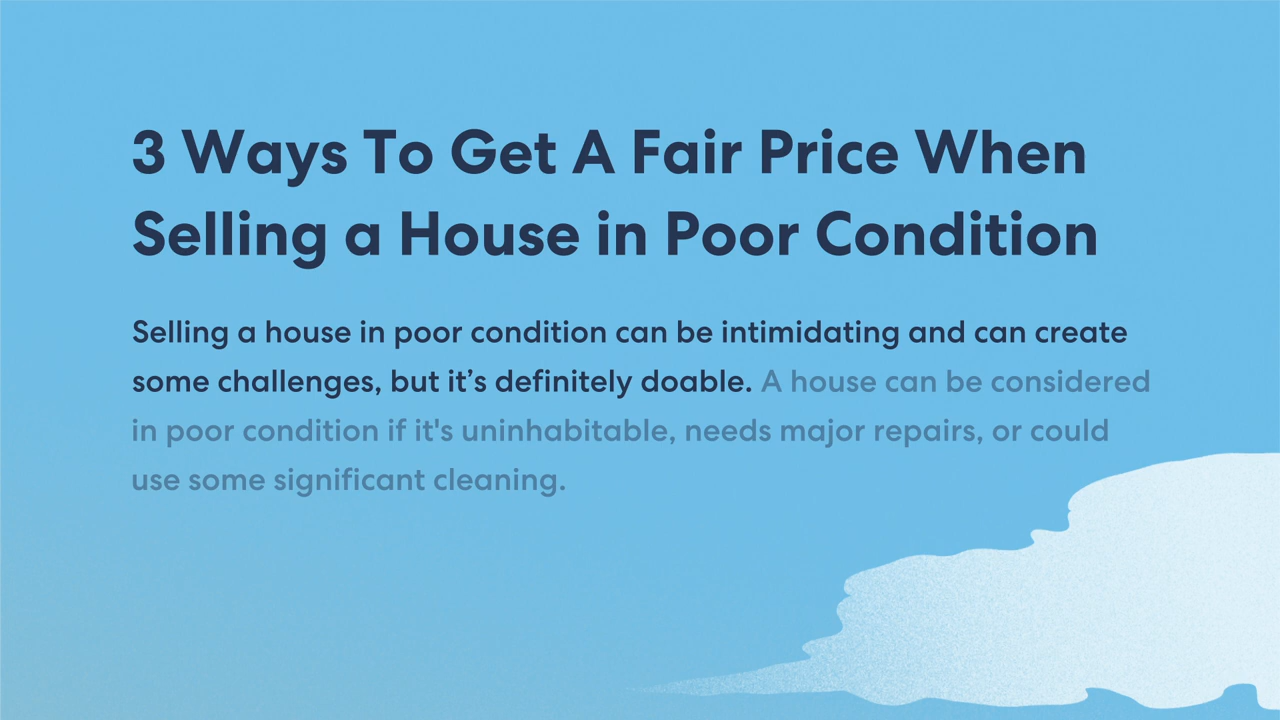 3 Ways To Get A Fair Price When
Selling a House in Poor Condition
Selling a house in poor condition can be intimidating and can create
some challenges, but it’s definitely doable. A house can be considered
in poor condition if it's uninhabitable, needs major repairs, or could
use some significant cleaning.